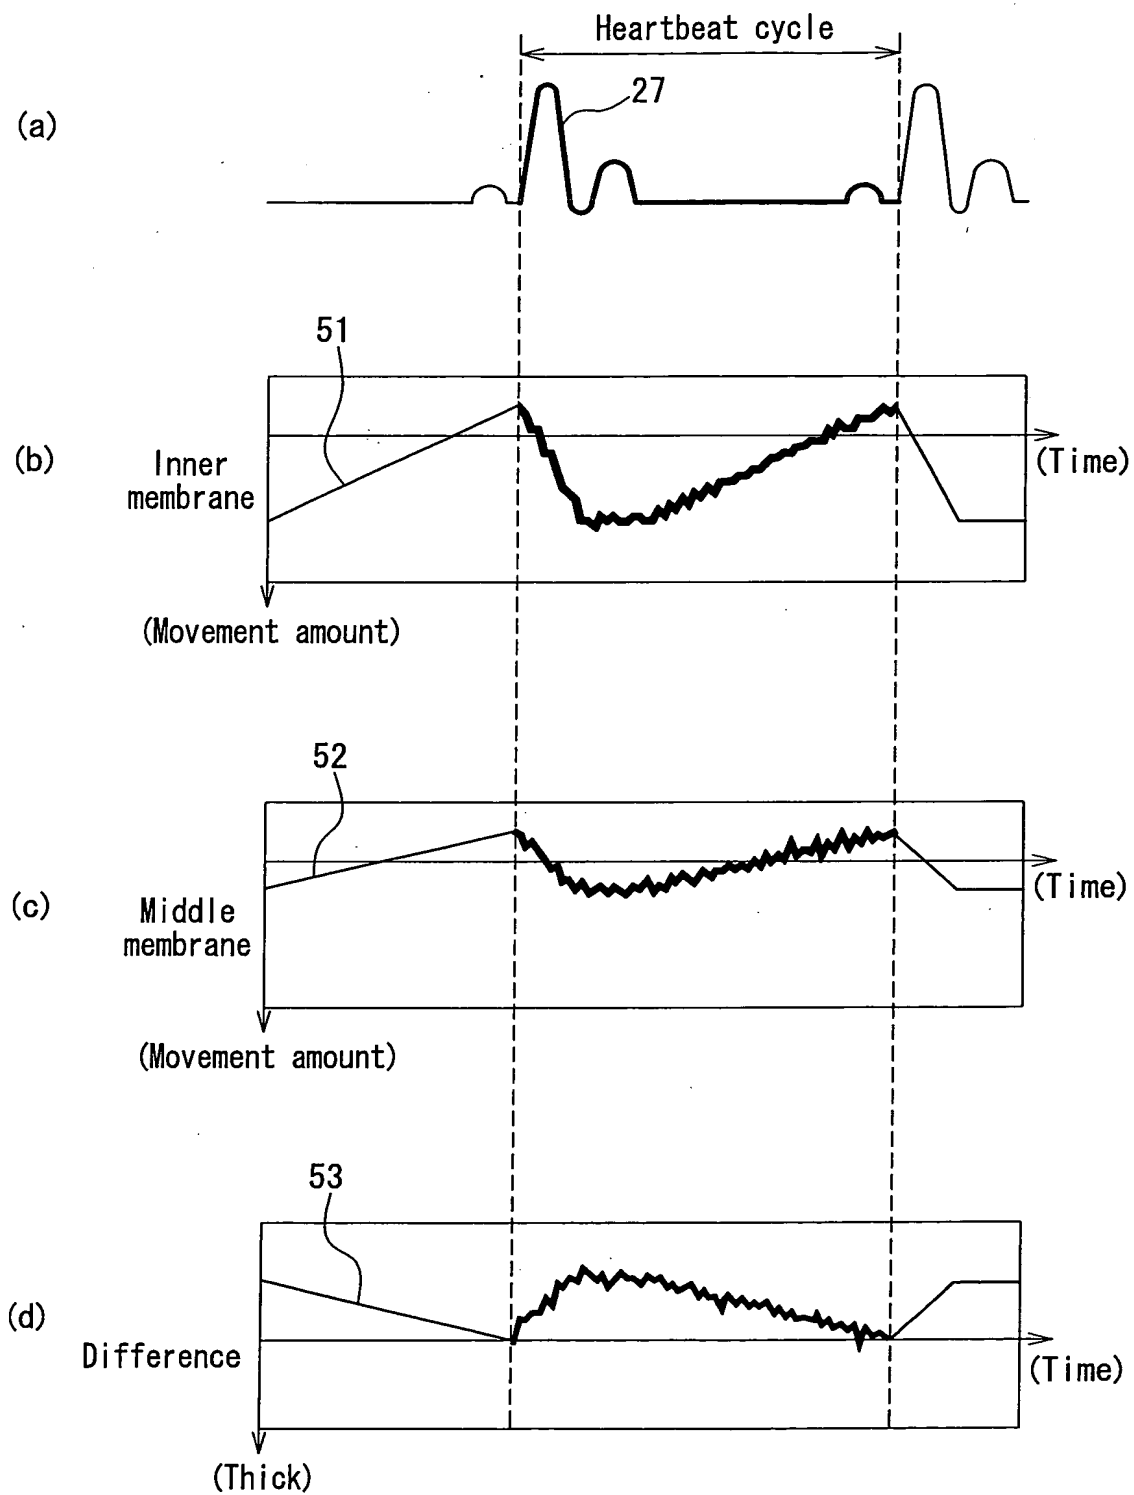 Heartbeat cycle
27
(a)
51
(b)
Inner
membrane
(Time)
(Movement amount)
52
(c)
Middle
membrane
(Time)
(Movement amount)
53
(d)
Difference
(Time)
(Thick)